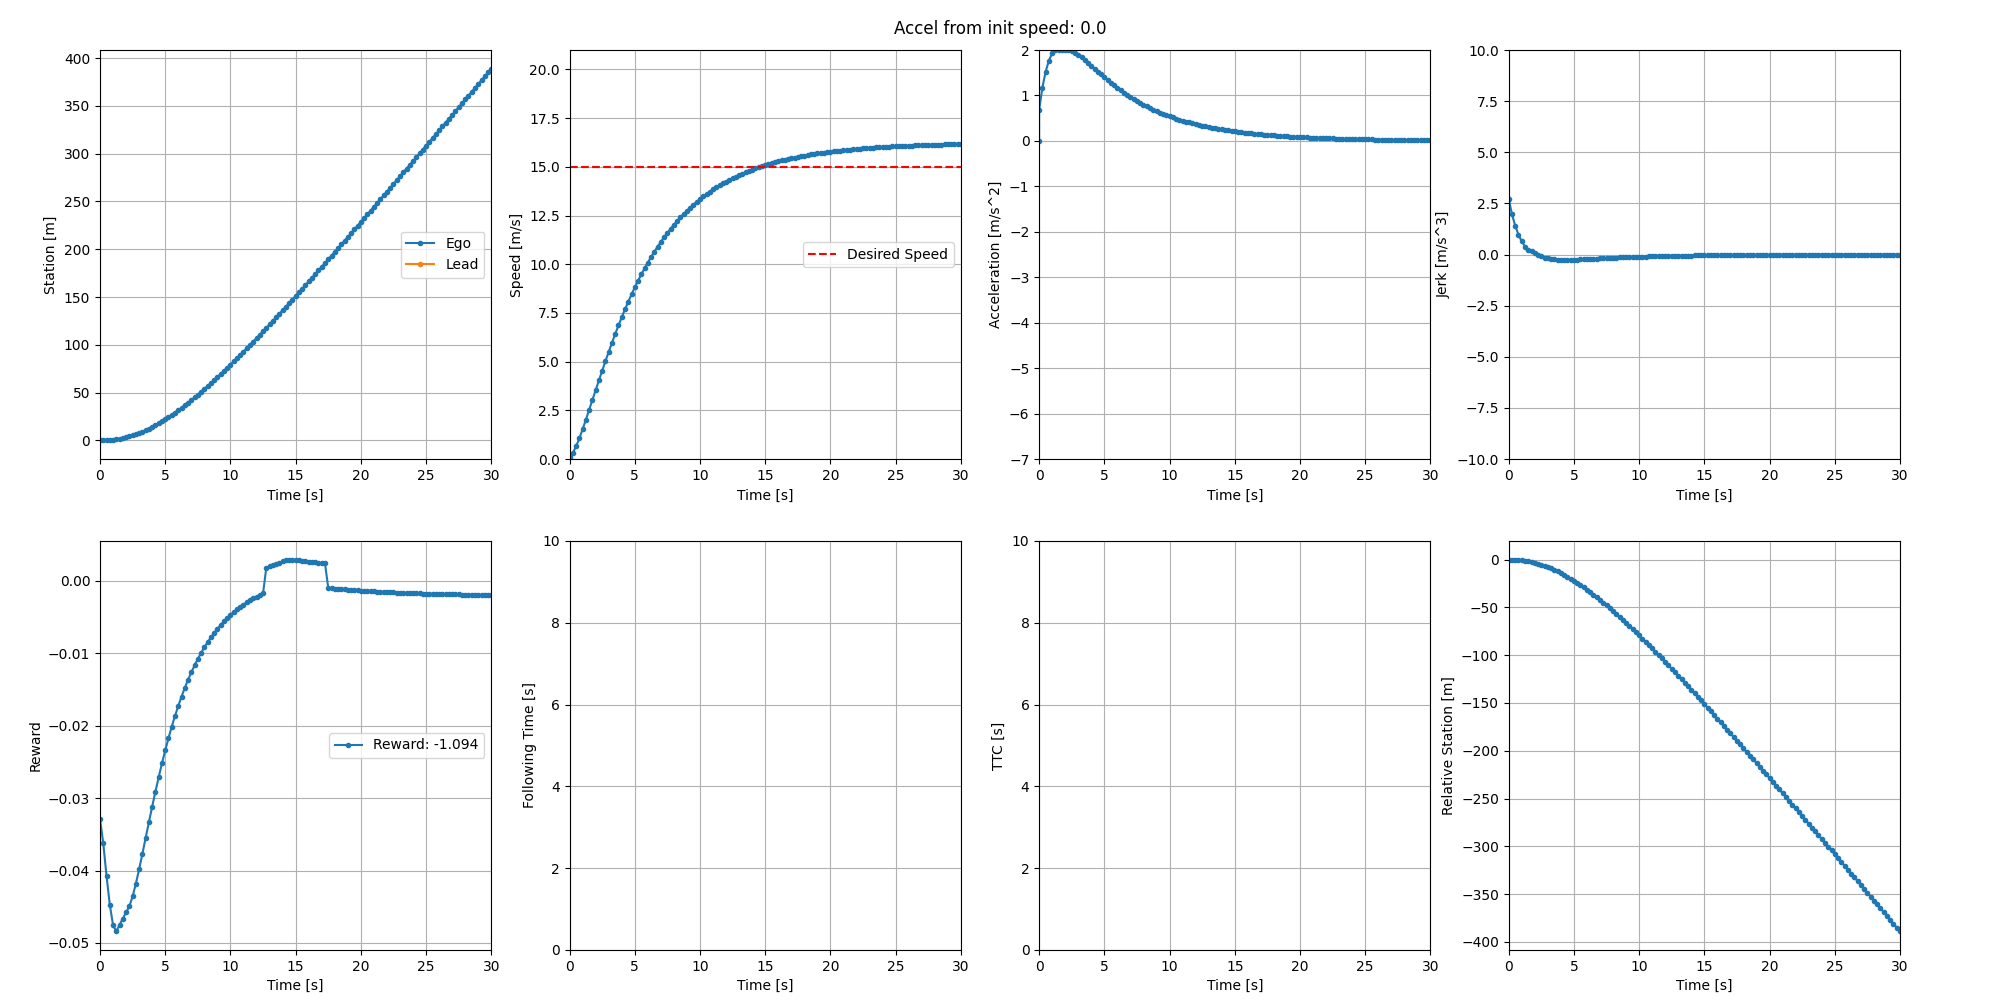 Accel from init speed: 0.0
Station [m]
400
350
300
250
200
150
100
50
0
0 5 10 15 20 25 30
Time [s]
Ego
Lead
Speed [m/s]
20.0
17.5
15.0
12.5
10.0
7.5
5.0
2.5
0.0
0 5 10 15 20 25 30
Time [s]
Desired Speed
Acceleration [m/s^2]
2
1
0
−1
−2
−3
−4
−5
−6
−7
0 5 10 15 20 25 30
Time [s]
Jerk [m/s^3]
10.0
7.5
5.0
2.5
0.0
−2.5
−5.0
−7.5
−10.0
0 5 10 15 20 25 30
Time [s]
Reward
0.00
−0.01
−0.02
−0.03
−0.04
−0.05
0 5 10 15 20 25 30
Time [s]
Reward: -1.094
Following Time [s]
10
8
6
4
2
0
0 5 10 15 20 25 30
Time [s]
TTC [s]
10
8
6
4
2
0
0 5 10 15 20 25 30
Time [s]
Relative Station [m]
0
−50
−100
−150
−200
−250
−300
−350
−400
0 5 10 15 20 25 30
Time [s]